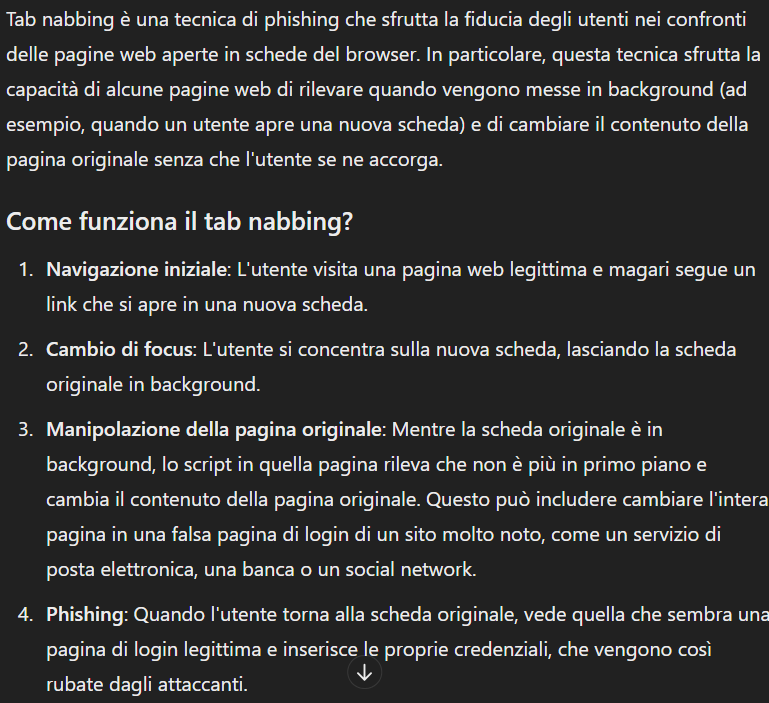 Tab nabbing è una tecnica di phishing che sfrutta la fiducia degli utenti nei confronti
delle pagine web aperte in schede del browser. In particolare, questa tecnica sfrutta la
capacità di alcune pagine web di rilevare quando vengono messe in background (ad
esempio, quando un utente apre una nuova scheda) e di cambiare il contenuto della
pagina originale senza che l'utente se ne accorga.
Come funziona il tab nabbing?
1. Navigazione iniziale: L'utente visita una pagina web legittima e magari segue un
link che si apre in una nuova scheda.
2. Cambio di focus: L'utente si concentra sulla nuova scheda, lasciando la scheda
originale in background.
3. Manipolazione della pagina originale: Mentre la scheda originale è in
background, lo script in quella pagina rileva che non è più in primo piano e
cambia il contenuto della pagina originale. Questo può includere cambiare l'intera
pagina in una falsa pagina di login di un sito molto noto, come un servizio di
posta elettronica, una banca o un social network.
4. Phishing: Quando l'utente torna alla scheda originale, vede quella che sembra una
pagina di login legittima e inserisce le proprie credenziali, che vengono così
rubate dagli attaccanti.